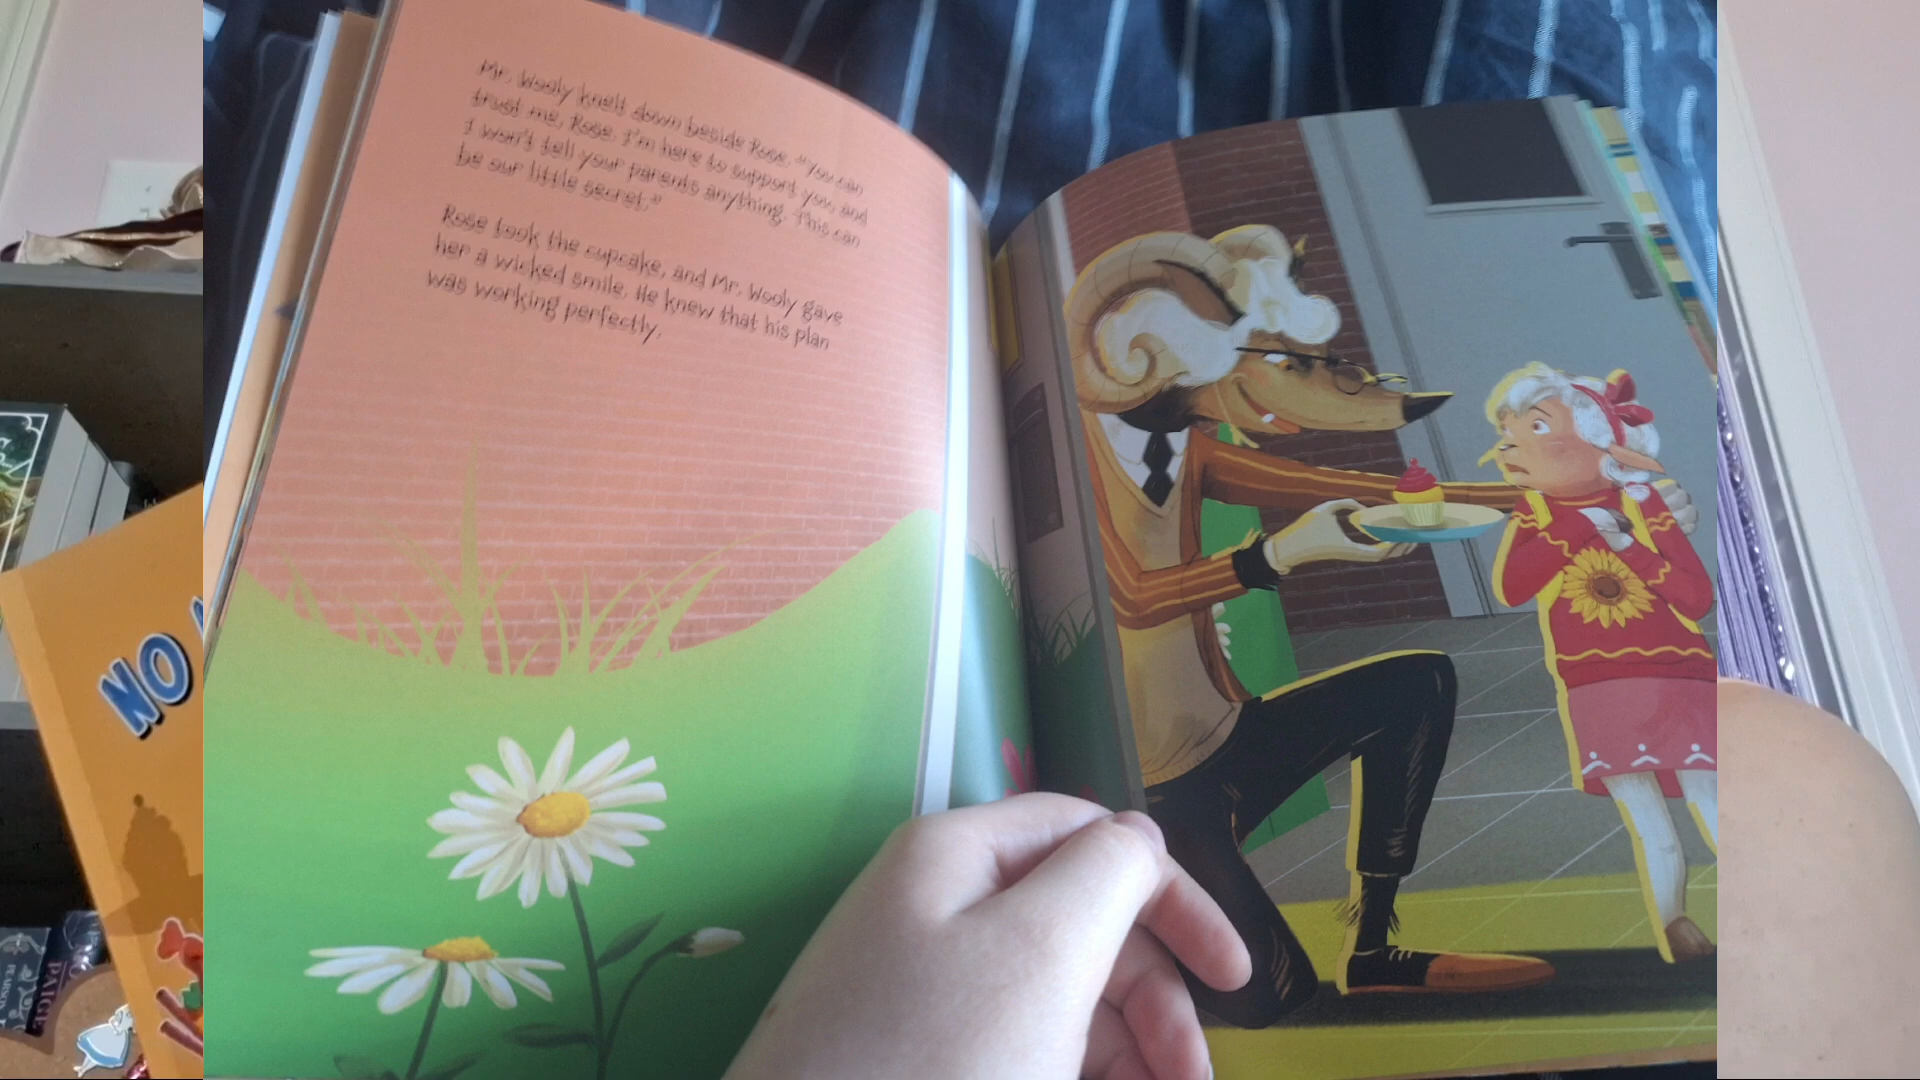 Mr. Wooly knelt down beside Rose. "You can
trust me, Rose. I'm here to support you, and
I won't tell your parents anything. This can
be our little secret."
Rose took the cupcake, and Mr. Wooly gave
her a wicked smile. He knew that his plan
was working perfectly.
NO
PAIGE